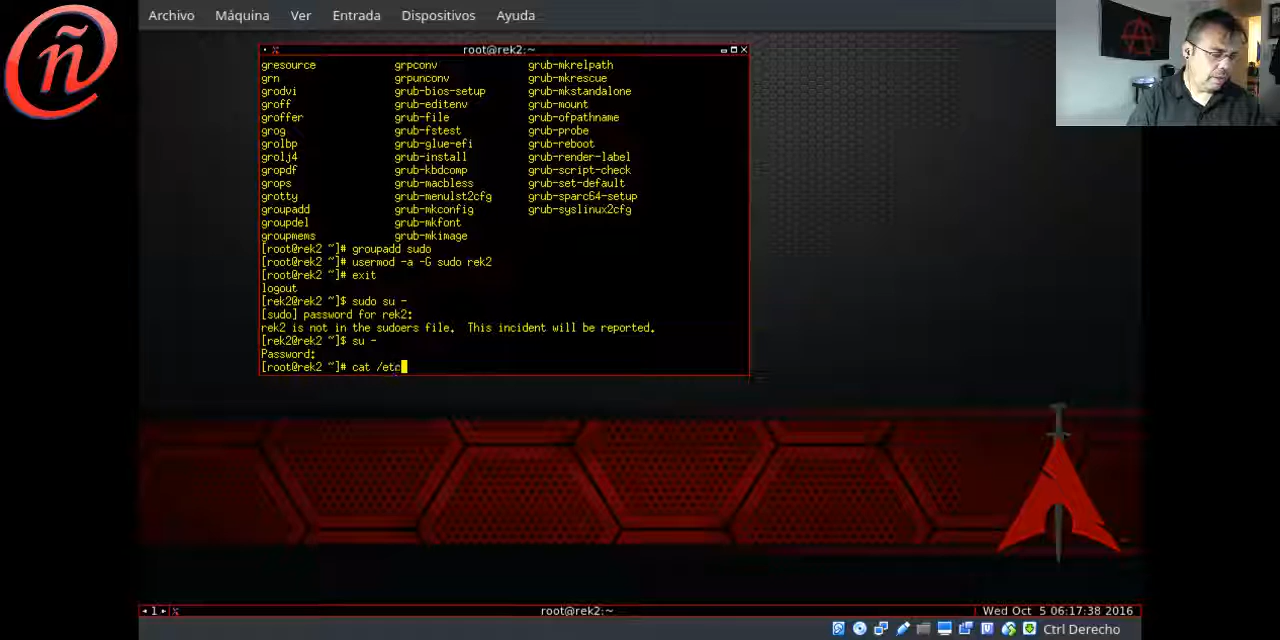 ñ
Archivo Máquina Ver Entrada Dispositivos Ayuda
root@rek2:~
gresource grpconv grub-mkrelpath
grn grpunconv grub-mkrescue
grodvi grub-bios-setup grub-mkstandalone
groff grub-editenv grub-mount
groffer grub-file grub-ofpathname
grog grub-fstest grub-probe
grolbp grub-glue-efi grub-reboot
grolj4 grub-install grub-render-label
gropdf grub-kbdcomp grub-script-check
grops grub-macbless grub-set-default
grotty grub-menulst2cfg grub-sparc64-setup
groupadd grub-mkconfig grub-syslinux2cfg
groupdel grub-mkfont
groupmems grub-mkimage
[root@rek2 ~]# groupadd sudo
[root@rek2 ~]# usermod -a -G sudo rek2
[root@rek2 ~]# exit
logout
[rek2@rek2 ~]$ sudo su -
[sudo] password for rek2:
rek2 is not in the sudoers file.  This incident will be reported.
[rek2@rek2 ~]$ su -
Password:
[root@rek2 ~]# cat /etc
1 root@rek2:~ Wed Oct 5 06:17:38 2016
Ctrl Derecho